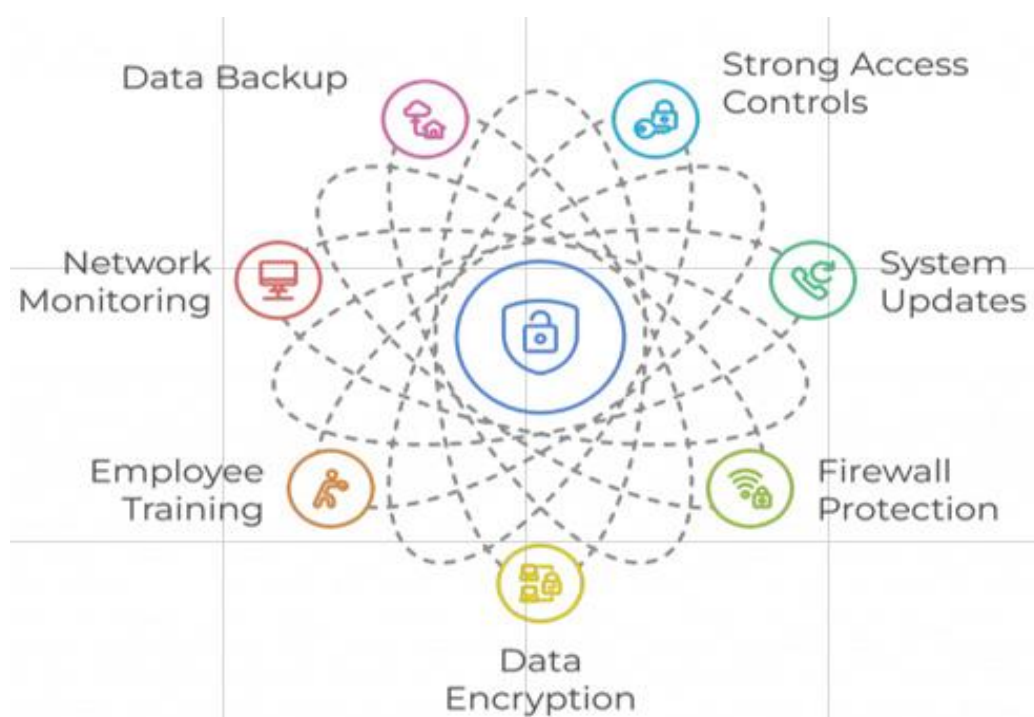 Data Backup
Strong Access
Controls
Network
Monitoring
System
Updates
Employee
Training
Firewall
Protection
Data
Encryption